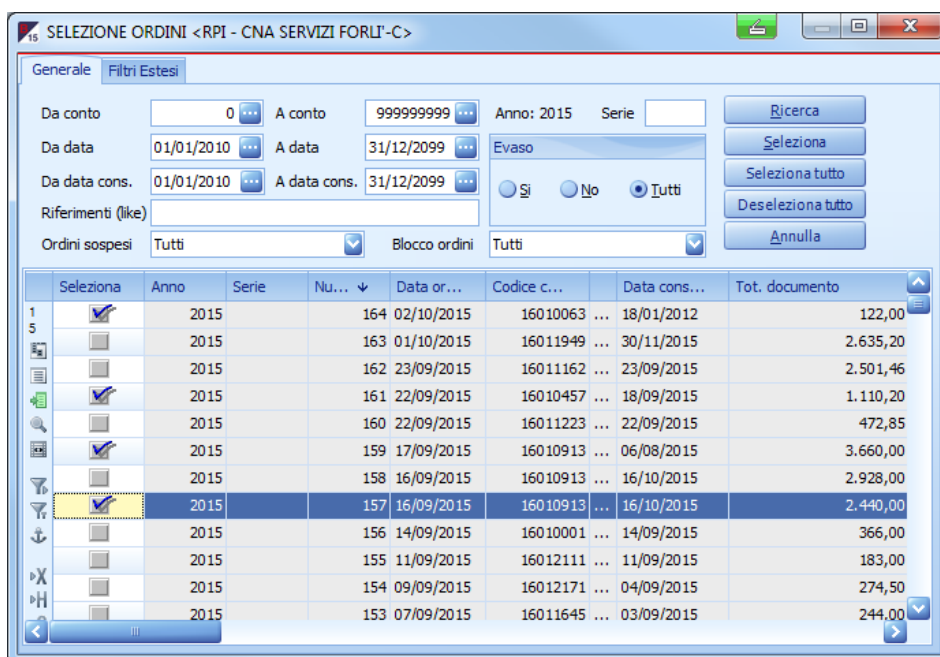 15 SELEZIONE ORDINI <RPI - CNA SERVIZI FORLI'-C>
Generale Filtri Estesi
Da conto 0 A conto 999999999 Anno: 2015 Serie Ricerca
Da data 01/01/2010 A data 31/12/2099 Evaso Seleziona
Da data cons. 01/01/2010 A data cons. 31/12/2099 Si No Tutti Seleziona tutto
Riferimenti (like) Deseleziona tutto
Ordini sospesi Tutti Blocco ordini Tutti Annulla
Seleziona Anno Serie Nu... Data or... Codice c... Data cons... Tot. documento
2015 164 02/10/2015 16010063 ... 18/01/2012 122,00
2015 163 01/10/2015 16011949 ... 30/11/2015 2.635,20
2015 162 23/09/2015 16011162 ... 23/09/2015 2.501,46
2015 161 22/09/2015 16010457 ... 18/09/2015 1.110,20
2015 160 22/09/2015 16011223 ... 22/09/2015 472,85
2015 159 17/09/2015 16010913 ... 06/08/2015 3.660,00
2015 158 16/09/2015 16010913 ... 16/10/2015 2.928,00
2015 157 16/09/2015 16010913 ... 16/10/2015 2.440,00
2015 156 14/09/2015 16010001 ... 14/09/2015 366,00
2015 155 11/09/2015 16012111 ... 11/09/2015 183,00
2015 154 09/09/2015 16012171 ... 04/09/2015 274,50
2015 153 07/09/2015 16011645 ... 03/09/2015 244,00